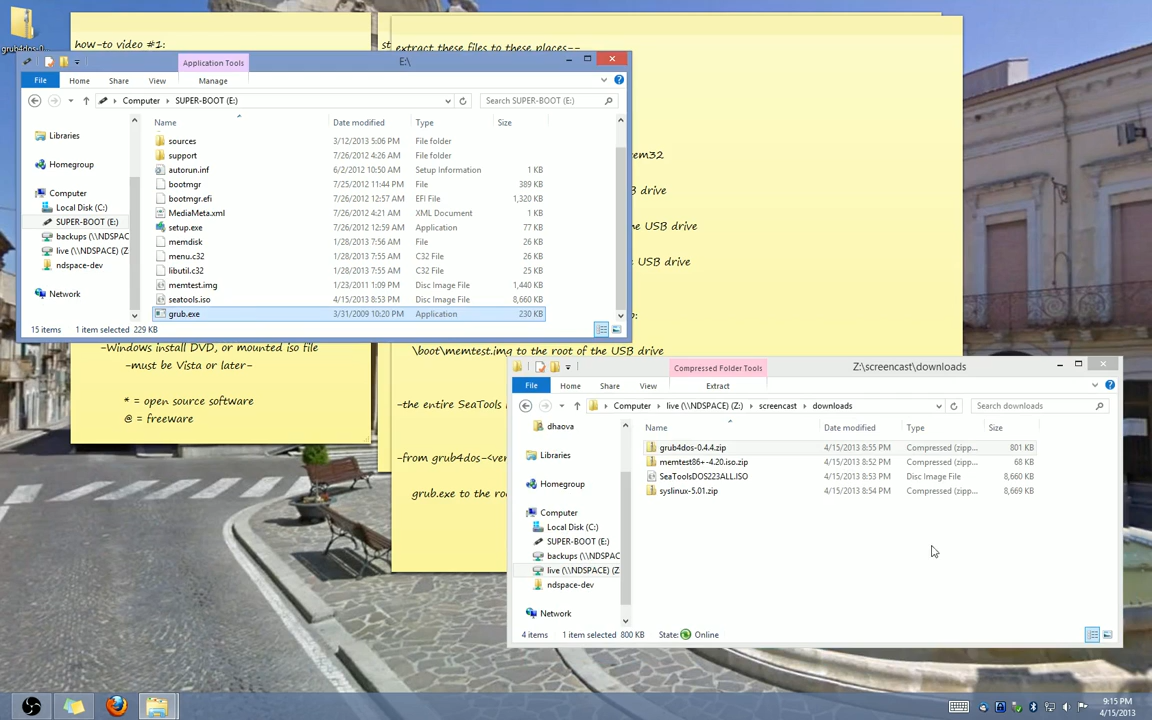 grub4dos-0...
how-to video #1:
st
extract these files to these places--
Application Tools
E:\
File
Home
Share
View
Manage
Computer
SUPER-BOOT (E:)
Search SUPER-BOOT (E:)
Name
Date modified
Type
Size
Libraries
Homegroup
Computer
Local Disk (C:)
SUPER-BOOT (E:)
backups (\\NDSPAC
live (\\NDSPACE) (Z
ndspace-dev
Network
sources 3/12/2013 5:06 PM File folder
support 7/26/2012 4:26 AM File folder
autorun.inf 6/2/2012 10:50 AM Setup Information 1 KB
bootmgr 7/25/2012 11:44 PM File 389 KB
bootmgr.efi 7/26/2012 12:57 AM EFI File 1,320 KB
MediaMeta.xml 7/26/2012 4:21 AM XML Document 1 KB
setup.exe 7/26/2012 12:59 AM Application 77 KB
memdisk 1/28/2013 7:56 AM File 26 KB
menu.c32 1/28/2013 7:55 AM C32 File 26 KB
libutil.c32 1/28/2013 7:55 AM C32 File 25 KB
memtest.img 1/23/2011 1:09 PM Disc Image File 1,440 KB
seatools.iso 4/15/2013 8:53 PM Disc Image File 8,660 KB
grub.exe 3/31/2009 10:20 PM Application 230 KB
15 items 1 item selected 229 KB
em32
drive
e USB drive
e USB drive
p:
-Windows install DVD, or mounted iso file
-must be Vista or later-
* = open source software
@ = freeware
\boot\memtest.img to the root of the USB drive
-the entire SeaTools
-from grub4dos-<ver
grub.exe to the ro
Compressed Folder Tools
Z:\screencast\downloads
File
Home
Share
View
Extract
Computer
live (\\NDSPACE) (Z:)
screencast
downloads
Search downloads
Name
Date modified
Type
Size
dhaova
Libraries
Homegroup
Computer
Local Disk (C:)
SUPER-BOOT (E:)
backups (\\NDSPAC
live (\\NDSPACE) (Z
ndspace-dev
Network
grub4dos-0.4.4.zip 4/15/2013 8:55 PM Compressed (zipp... 801 KB
memtest86+-4.20.iso.zip 4/15/2013 8:52 PM Compressed (zipp... 68 KB
SeaToolsDOS223ALL.ISO 4/15/2013 8:53 PM Disc Image File 8,660 KB
syslinux-5.01.zip 4/15/2013 8:54 PM Compressed (zipp... 8,669 KB
4 items 1 item selected 800 KB State: Online
9:15 PM
4/15/2013